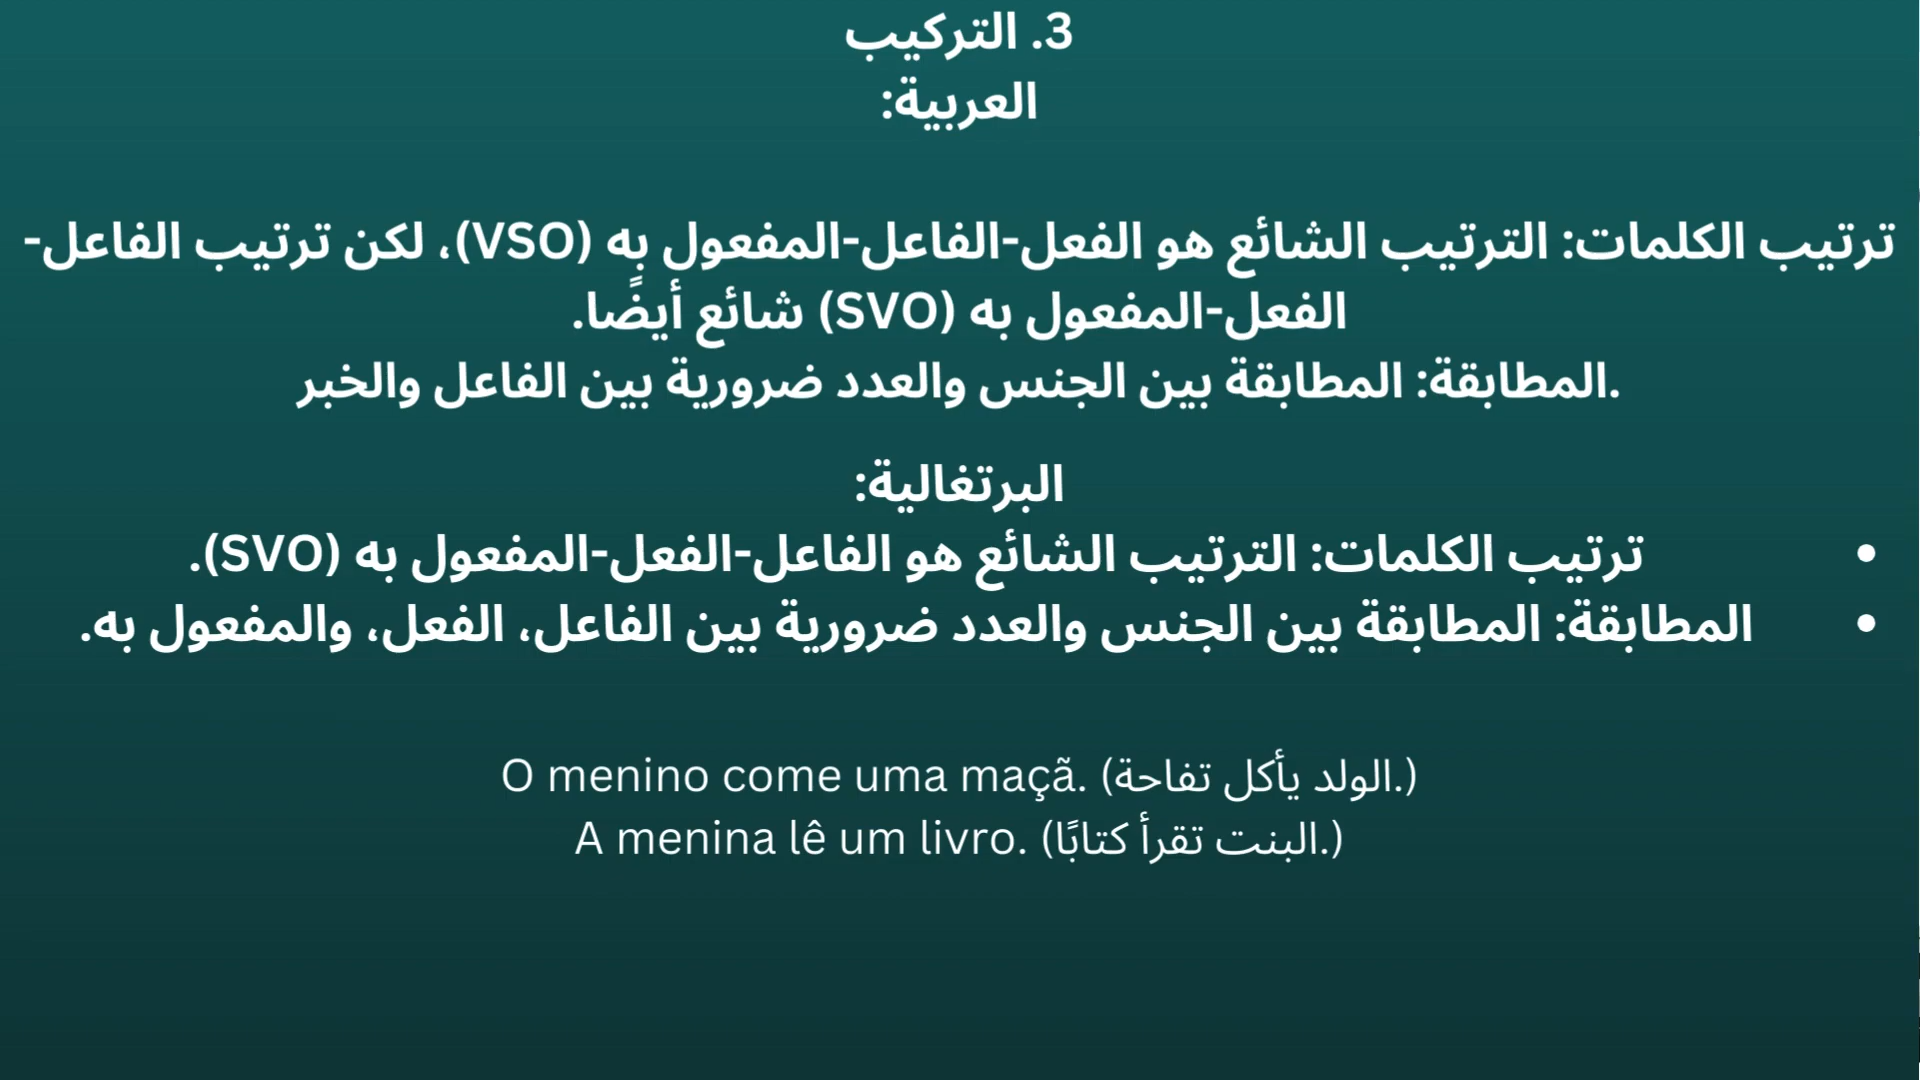 3. التركيب
العربية:
ترتيب الكلمات: الترتيب الشائع هو الفعل-الفاعل-المفعول به (VSO)، لكن ترتيب الفاعل-
الفعل-المفعول به (SVO) شائع أيضًا.
.المطابقة: المطابقة بين الجنس والعدد ضرورية بين الفاعل والخبر
البرتغالية:
• ترتيب الكلمات: الترتيب الشائع هو الفاعل-الفعل-المفعول به (SVO).
• المطابقة: المطابقة بين الجنس والعدد ضرورية بين الفاعل، الفعل، والمفعول به.
O menino come uma maçã. (الولد يأكل تفاحة.)
A menina lê um livro. (البنت تقرأ كتابًا.)